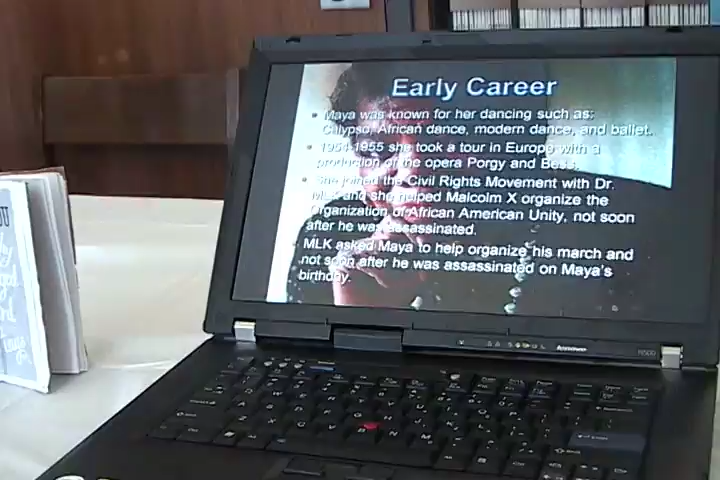 Early Career
Maya was known for her dancing such as:
Calypso, African dance, modern dance, and ballet.
1954-1955 she took a tour in Europe with a
production of the opera Porgy and Bess.
She joined the Civil Rights Movement with Dr.
MLK and she helped Malcolm X organize the
Organization of African American Unity, not soon
after he was assassinated.
MLK asked Maya to help organize his march and
not soon after he was assassinated on Maya's
birthday.
lenovo